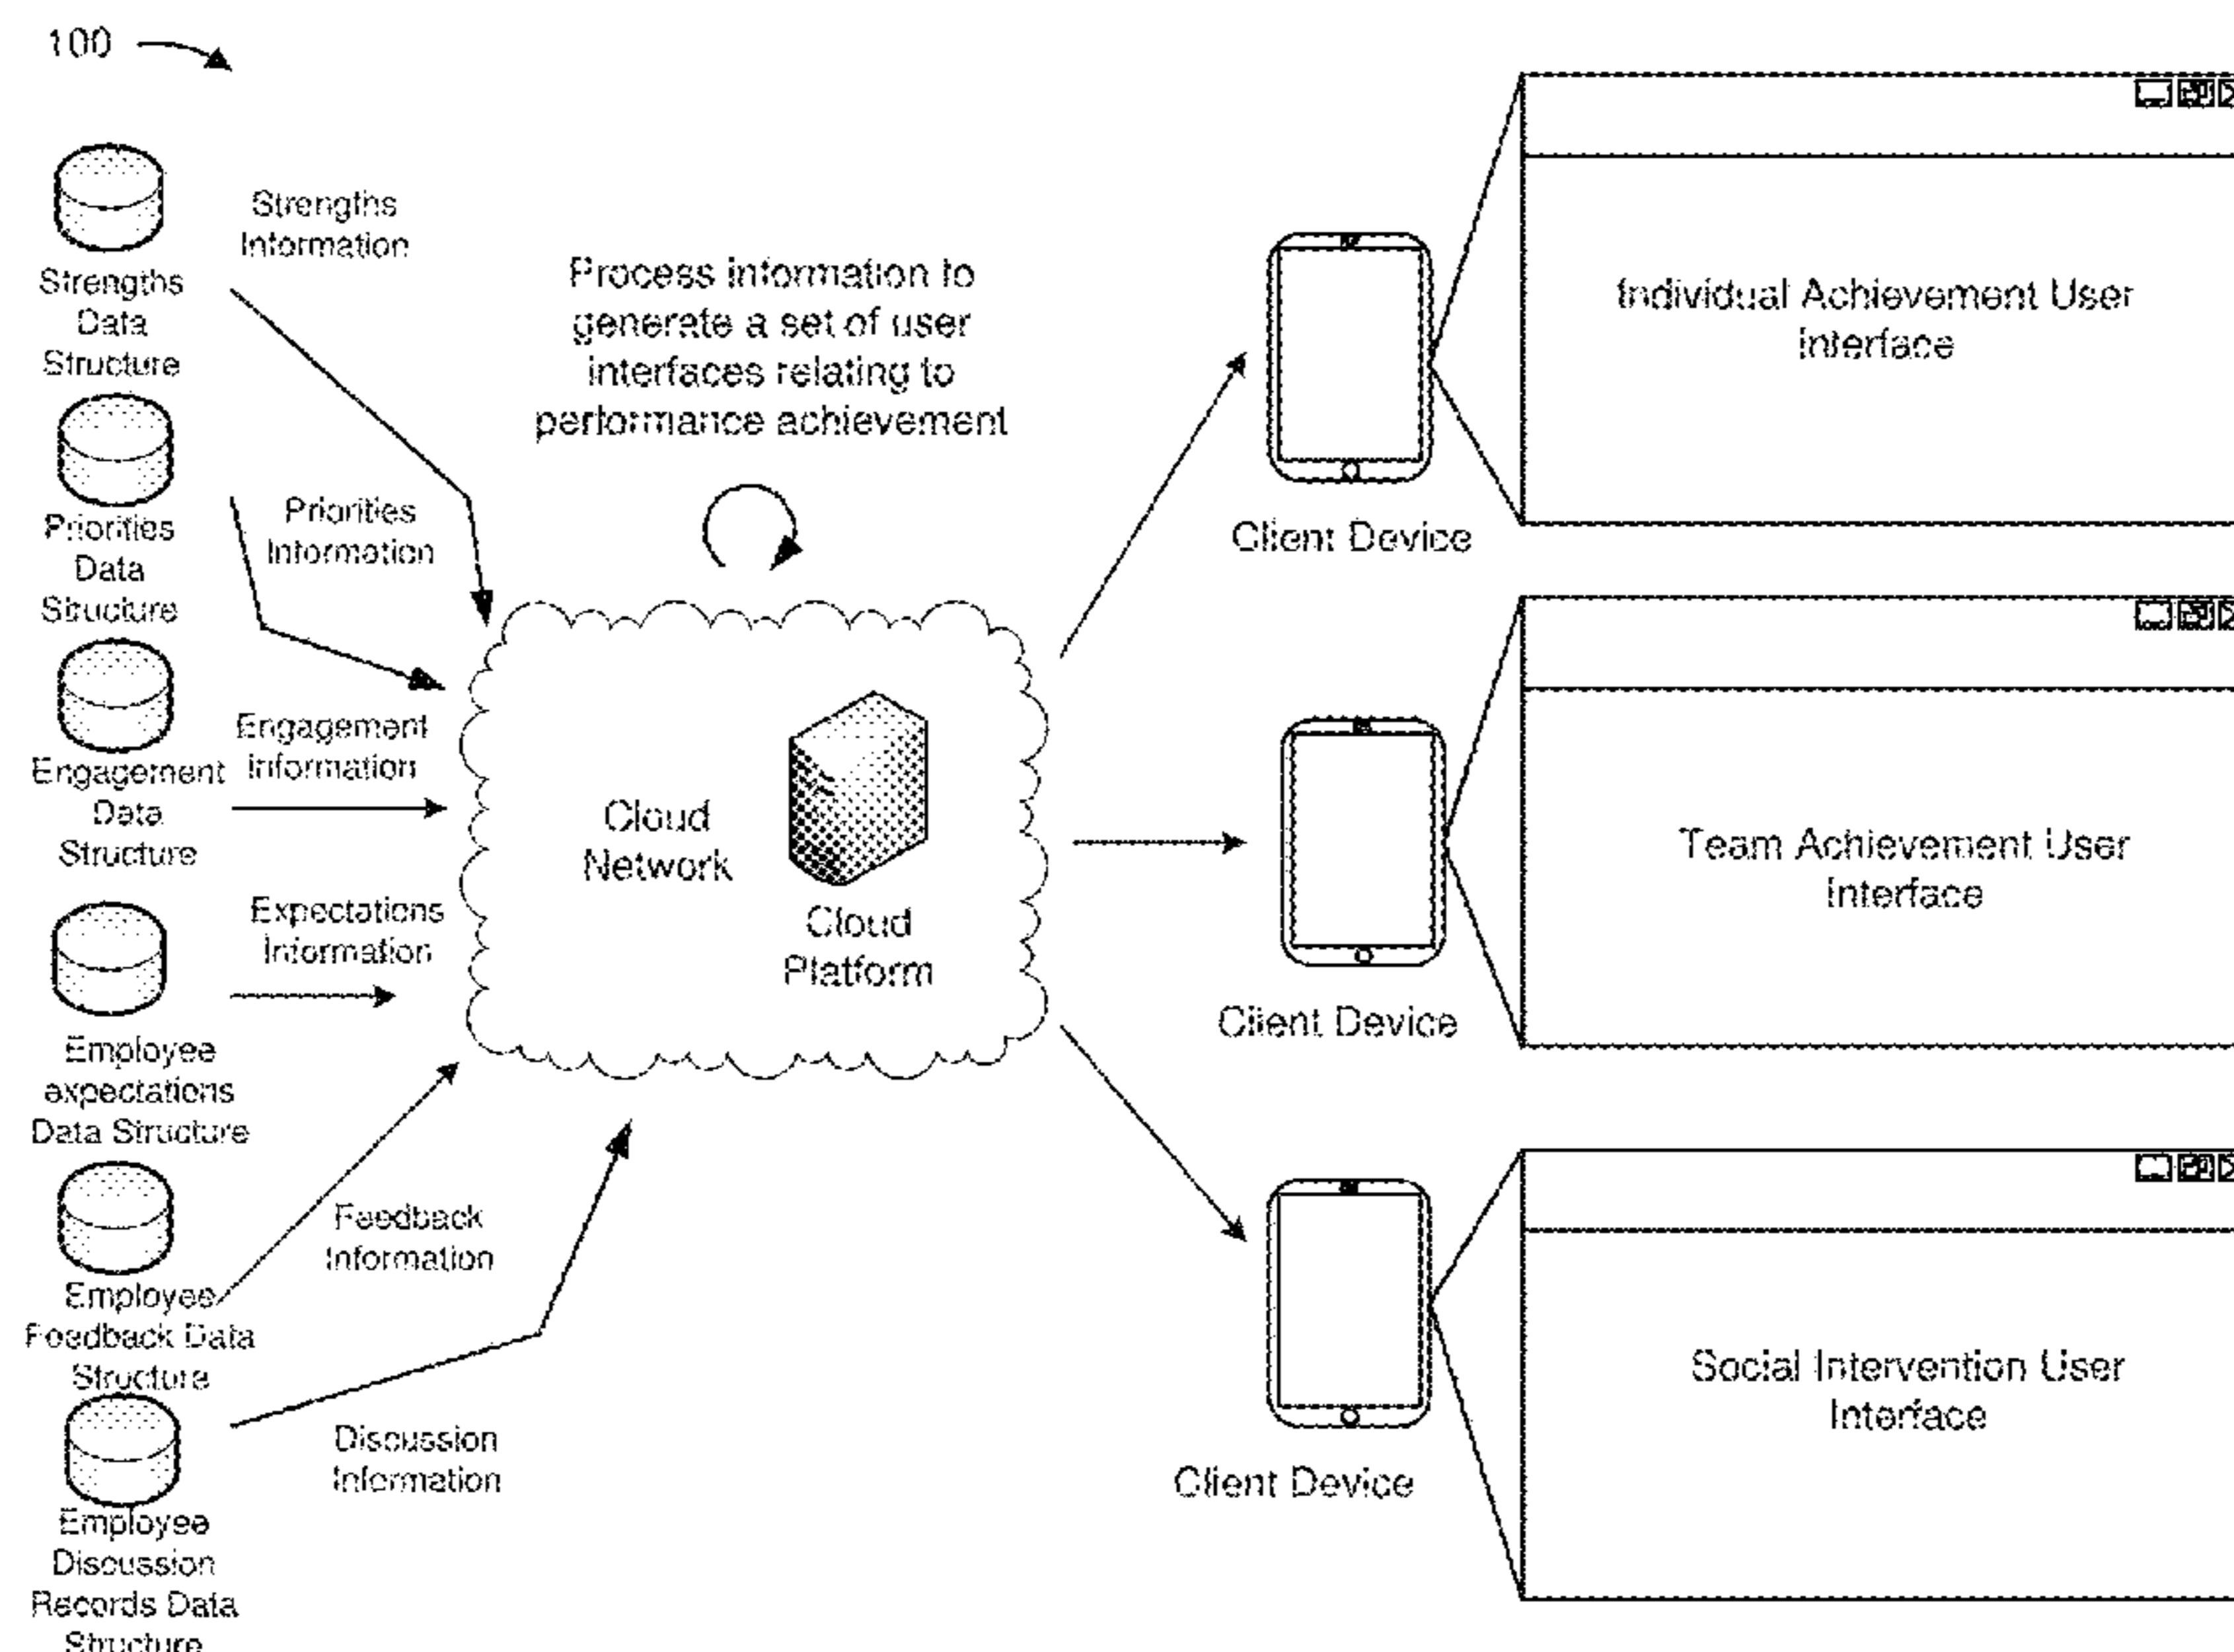 100
Strengths
Information
Strengths
Data
Structure
Process information to
generate a set of user
interfaces relating to
performance achievement
Individual Achievement User
Interface
Client Device
Priorities
Information
Priorities
Data
Structure
Engagement
Information
Engagement
Data
Structure
Cloud
Network
Cloud
Platform
Team Achievement User
Interface
Client Device
Expectations
Information
Employee
expectations
Data Structure
Feedback
Information
Employee
Feedback Data
Structure
Discussion
Information
Employee
Discussion
Records Data
Structure
Social Intervention User
Interface
Client Device